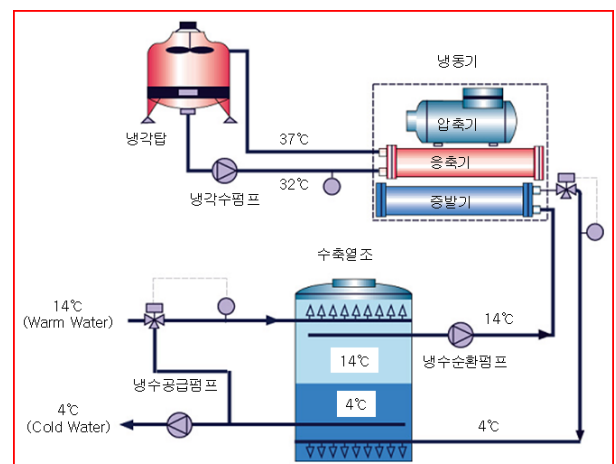 냉동기
압축기
냉각탑
37℃
응축기
32℃
냉각수펌프
증발기
수축열조
14℃
(Warm Water)
14℃
14℃
냉수순환펌프
냉수공급펌프
4℃
4℃
(Cold Water)
4℃